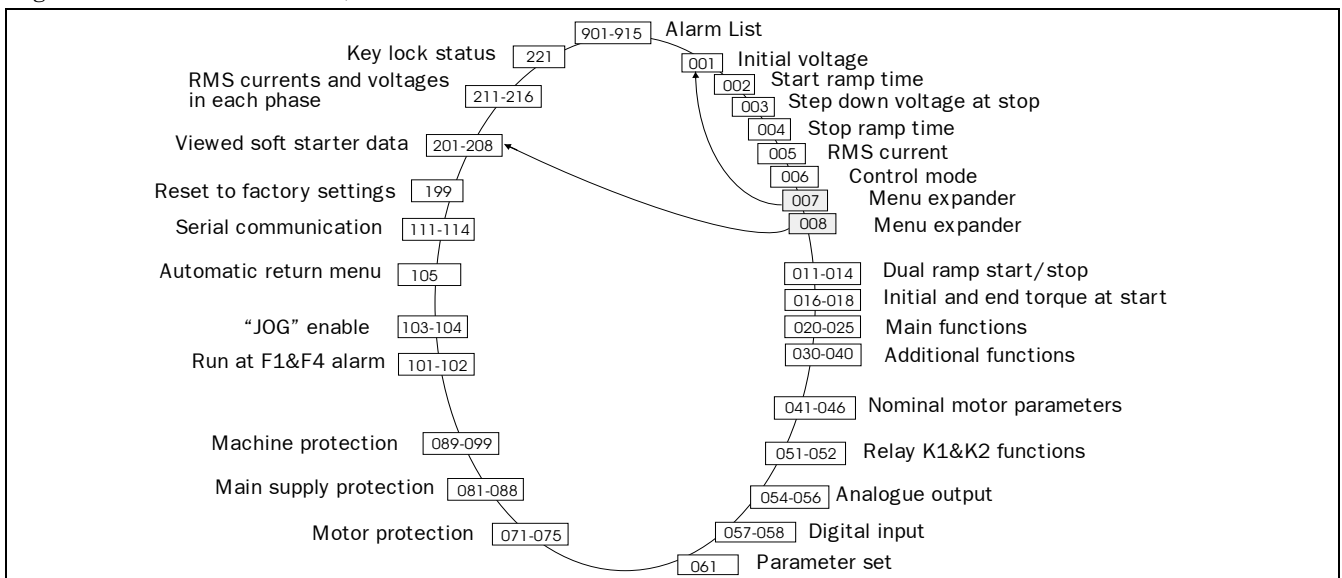 901-915 Alarm List
001 Initial voltage
002 Start ramp time
003 Step down voltage at stop
004 Stop ramp time
005 RMS current
006 Control mode
007 Menu expander
008 Menu expander
011-014 Dual ramp start/stop
016-018 Initial and end torque at start
020-025 Main functions
030-040 Additional functions
041-046 Nominal motor parameters
051-052 Relay K1&K2 functions
054-056 Analogue output
057-058 Digital input
061 Parameter set
Motor protection 071-075
Main supply protection 081-088
Machine protection 089-099
Run at F1&F4 alarm 101-102
“JOG” enable 103-104
Automatic return menu 105
Serial communication 111-114
Reset to factory settings 199
Viewed soft starter data 201-208
RMS currents and voltages
in each phase 211-216
Key lock status 221